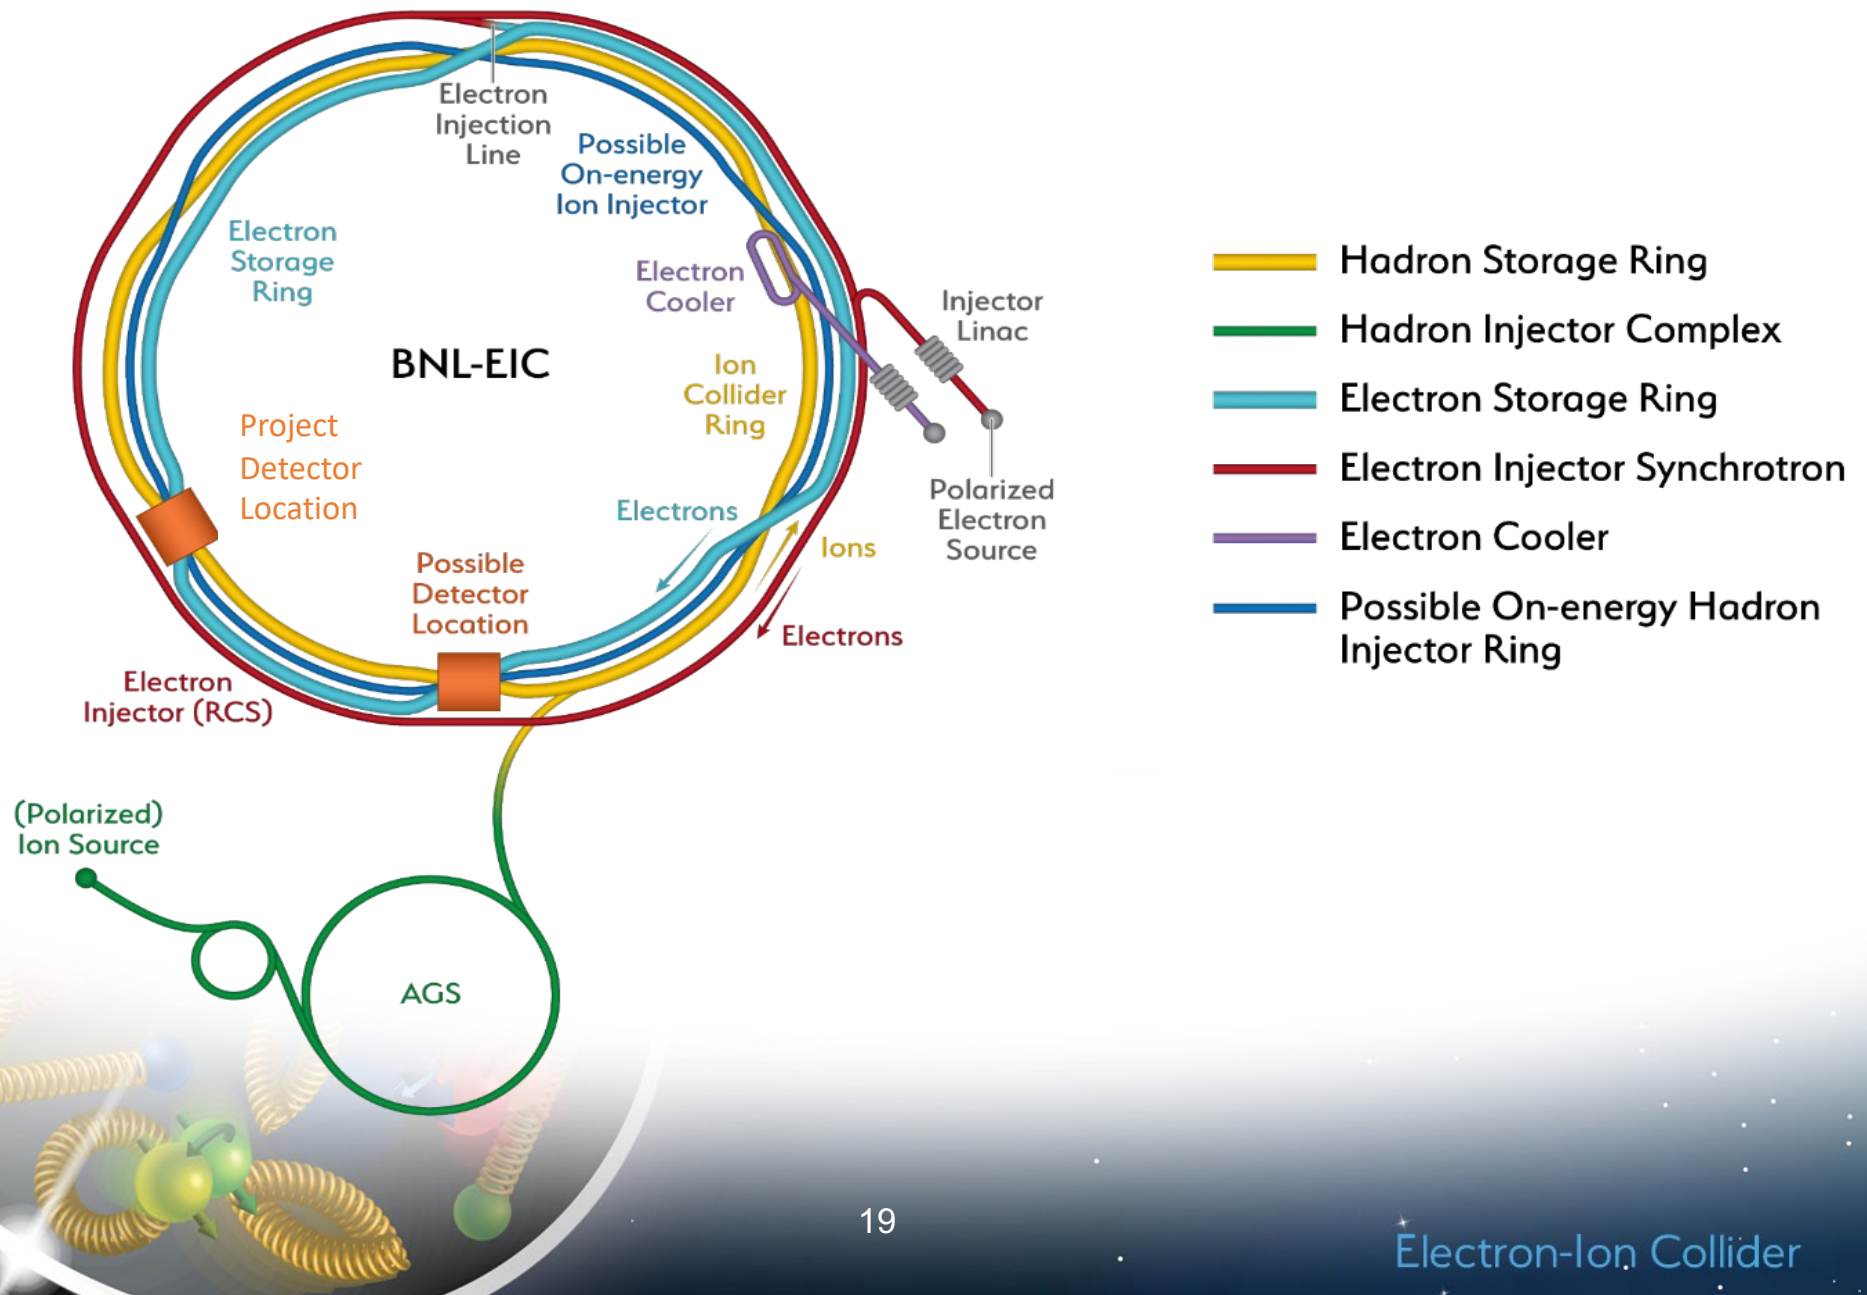 Electron
Injection
Line
Possible
On-energy
Ion Injector
Electron
Storage
Ring
Electron
Cooler
Injector
Linac
BNL-EIC
Ion
Collider
Ring
Project
Detector
Location
Polarized
Electron
Source
Electrons
Ions
Possible
Detector
Location
Electrons
Electron
Injector (RCS)
(Polarized)
Ion Source
AGS
Hadron Storage Ring
Hadron Injector Complex
Electron Storage Ring
Electron Injector Synchrotron
Electron Cooler
Possible On-energy Hadron
Injector Ring
19
Electron-Ion Collider